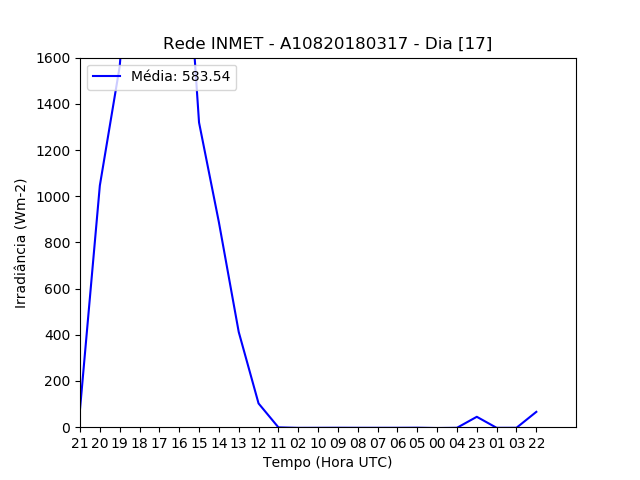 Rede INMET - A10820180317 - Dia [17]
Média: 583.54
Irradiância (Wm-2)
1600
1400
1200
1000
800
600
400
200
0
21 20 19 18 17 16 15 14 13 12 11 02 10 09 08 07 06 05 00 04 23 01 03 22
Tempo (Hora UTC)